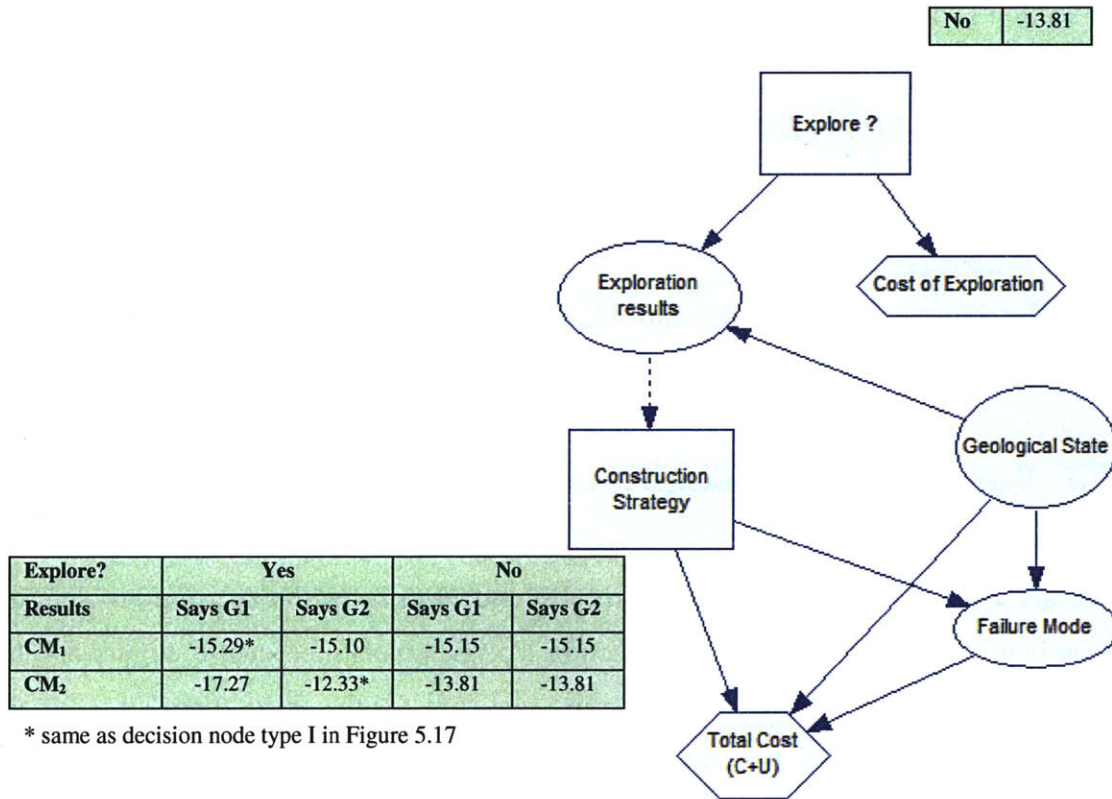 No -13.81
Explore ?
Exploration
results
Cost of Exploration
Geological State
Construction
Strategy
Failure Mode
Total Cost
(C+U)
Explore? Yes No
Results Says G1 Says G2 Says G1 Says G2
CM₁ -15.29* -15.10 -15.15 -15.15
CM₂ -17.27 -12.33* -13.81 -13.81
* same as decision node type I in Figure 5.17